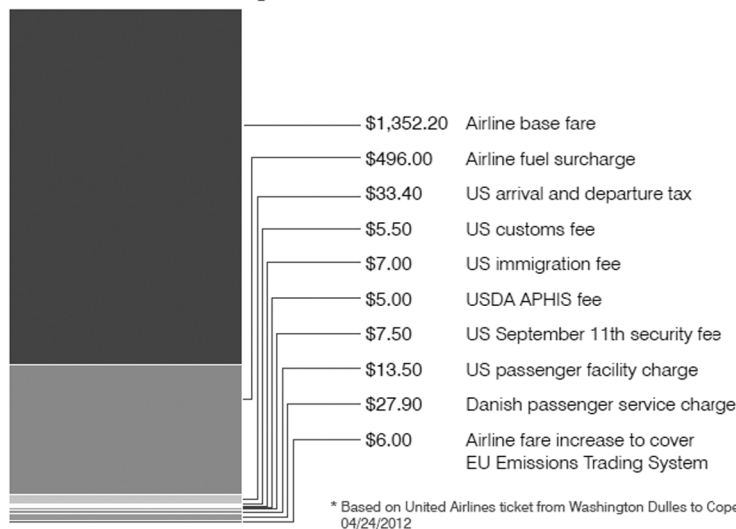 $1,352.20 Airline base fare
$496.00 Airline fuel surcharge
$33.40 US arrival and departure tax
$5.50 US customs fee
$7.00 US immigration fee
$5.00 USDA APHIS fee
$7.50 US September 11th security fee
$13.50 US passenger facility charge
$27.90 Danish passenger service charge
$6.00 Airline fare increase to cover
EU Emissions Trading System
* Based on United Airlines ticket from Washington Dulles to
04/24/2012